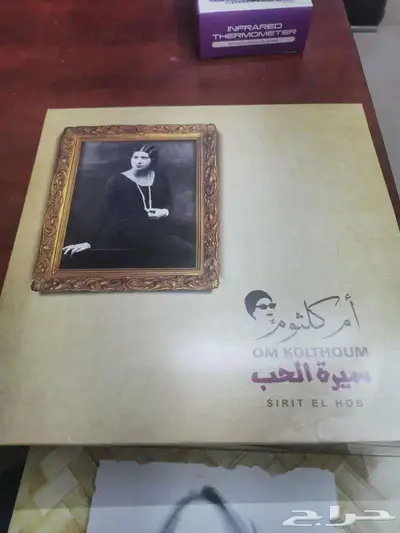 INFRARED
THERMOMETER
أم كلثوم
OM KOLTHOUM
سيرة الحب
SIRIT EL HOB
حراج